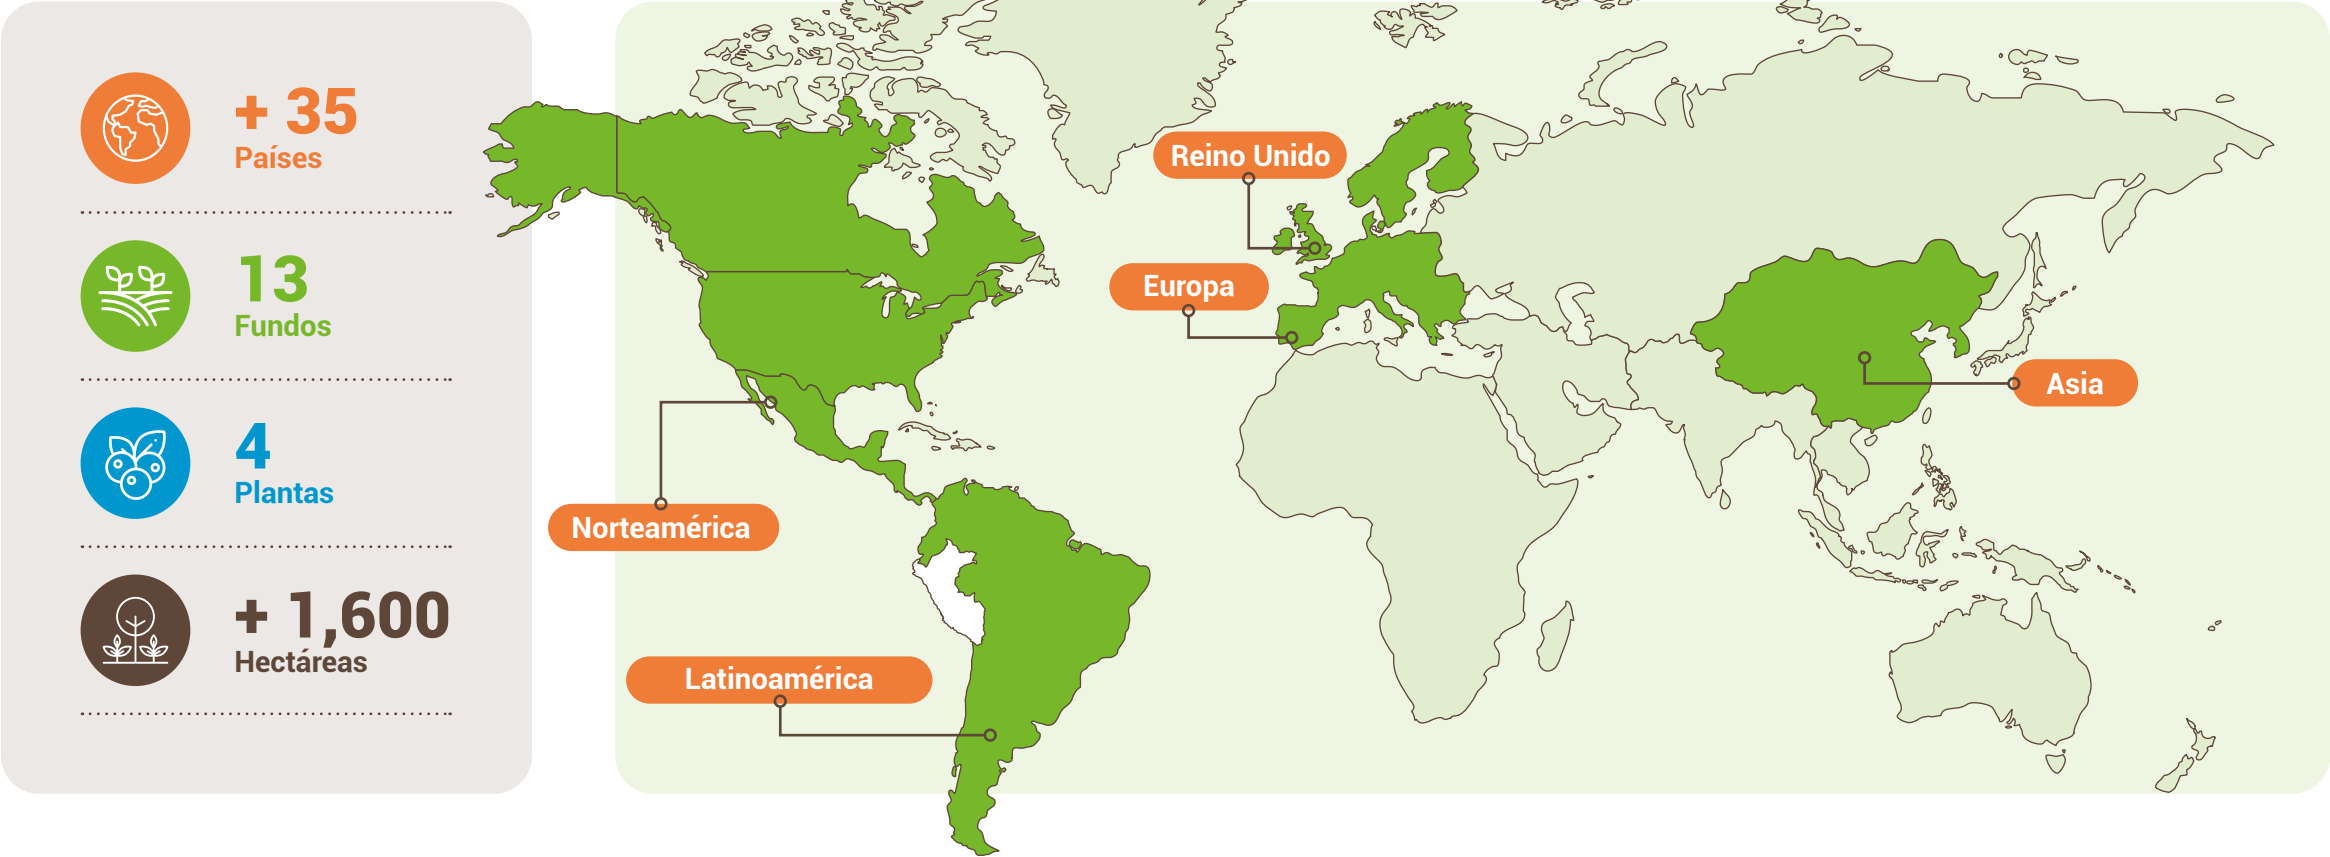 + 35
Países
13
Fundos
4
Plantas
+ 1,600
Hectáreas
Reino Unido
Europa
Asia
Norteamérica
Latinoamérica